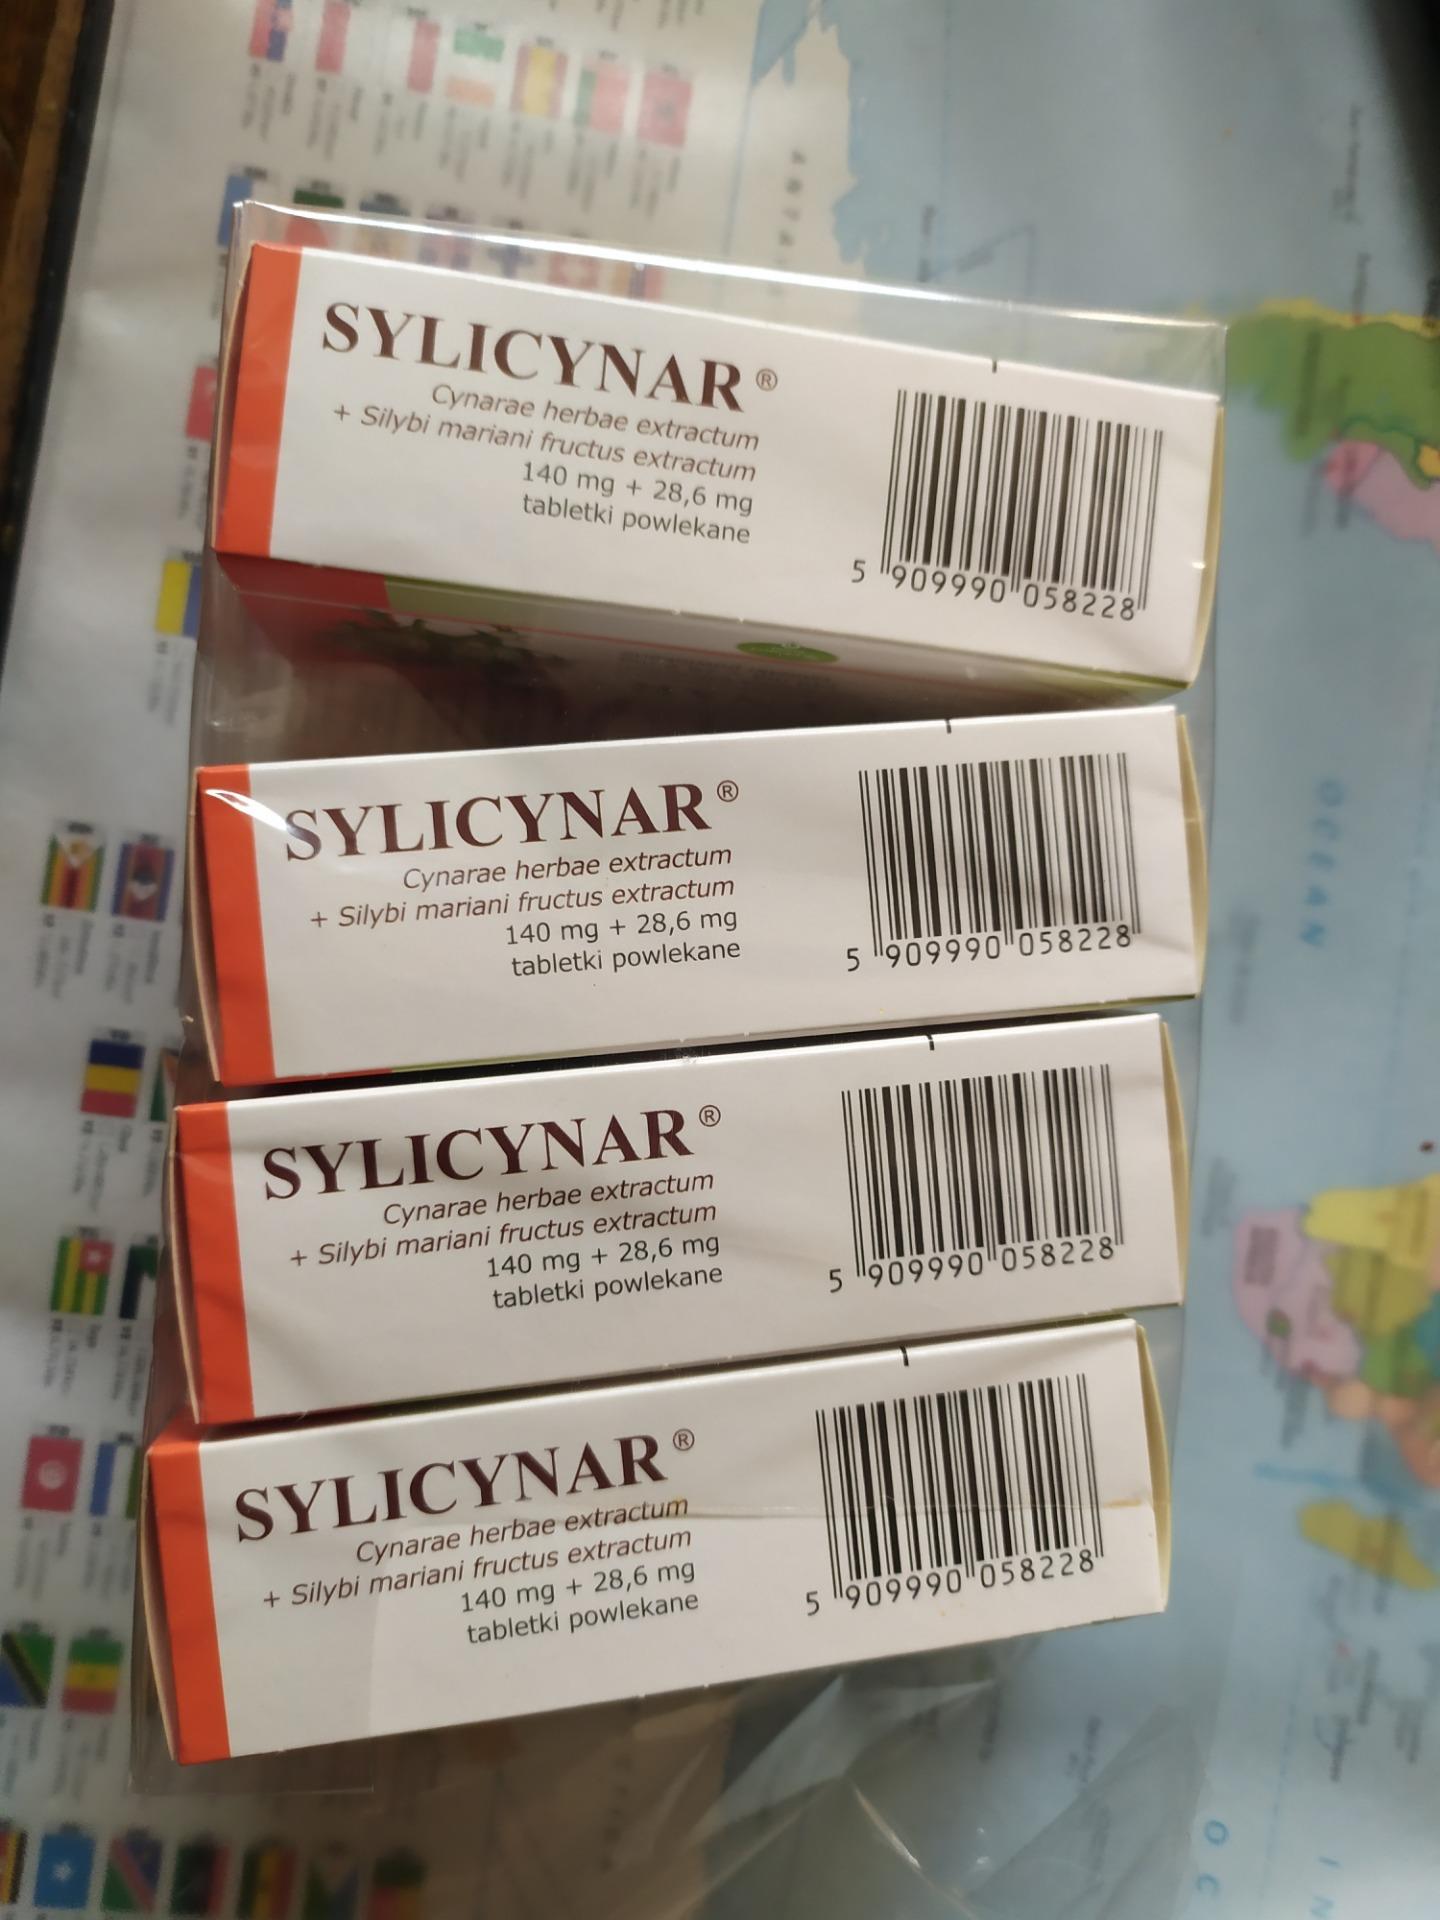 SYLICYNAR®
Cynarae herbae extractum
+ Silybi mariani fructus extractum
140 mg + 28,6 mg
tabletki powlekane
5 909990 058228
SYLICYNAR®
Cynarae herbae extractum
+ Silybi mariani fructus extractum
140 mg + 28,6 mg
tabletki powlekane
5 909990 058228
SYLICYNAR®
Cynarae herbae extractum
+ Silybi mariani fructus extractum
140 mg + 28,6 mg
tabletki powlekane
5 909990 058228
SYLICYNAR®
Cynarae herbae extractum
+ Silybi mariani fructus extractum
140 mg + 28,6 mg
tabletki powlekane
5 909990 058228
OCEAN